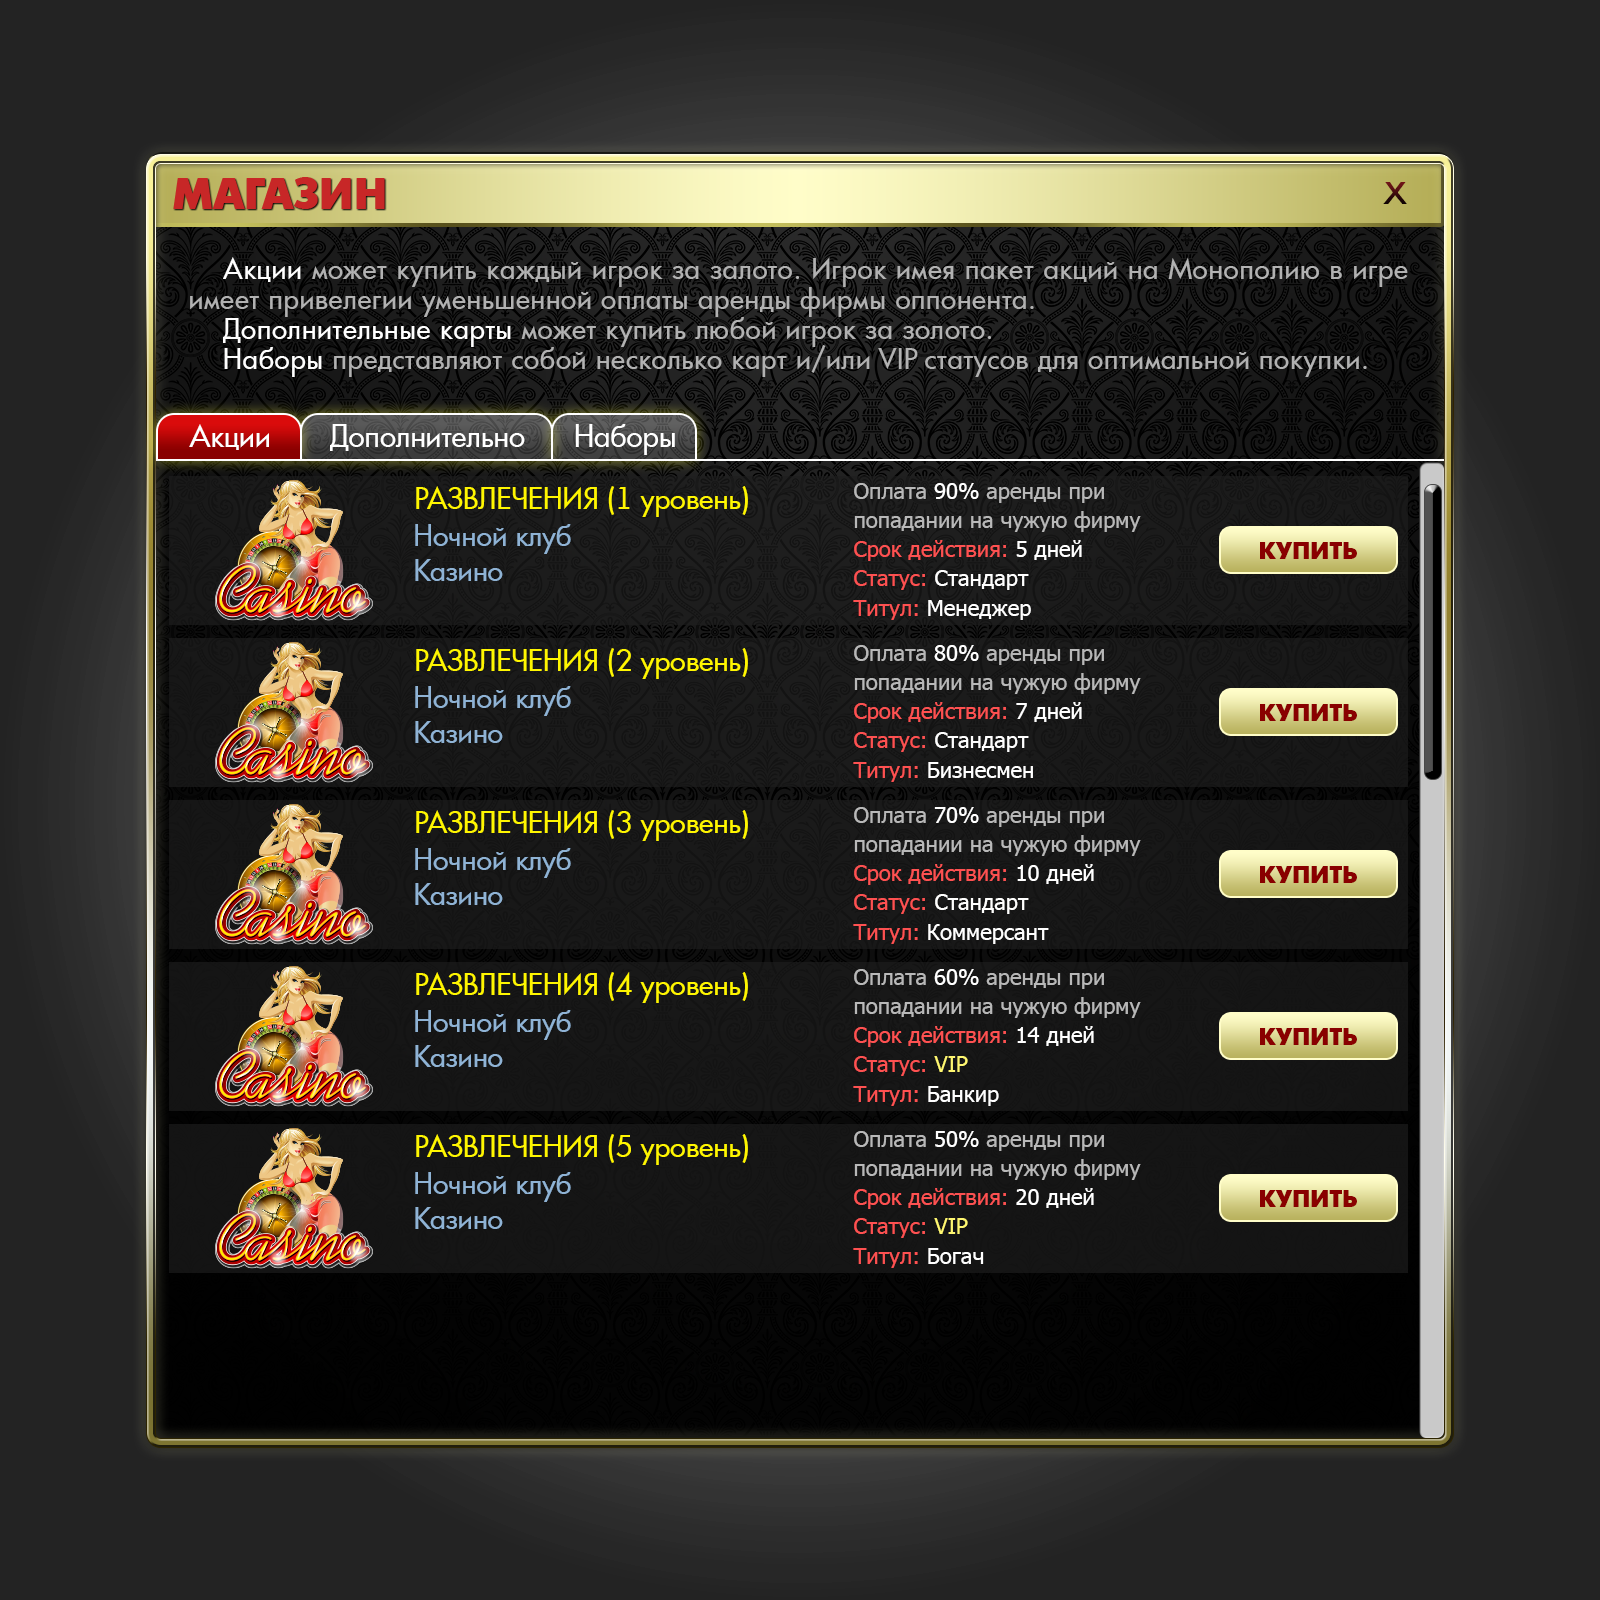 МАГАЗИН
X
Акции может купить каждый игрок за залото. Игрок имея пакет акций на Монополию в игре
имеет привелегии уменьшенной оплаты аренды фирмы оппонента.
Дополнительные карты может купить любой игрок за золото.
Наборы представляют собой несколько карт и/или VIP статусов для оптимальной покупки.
Акции
Дополнительно
Наборы
Casino
РАЗВЛЕЧЕНИЯ (1 уровень)
Ночной клуб
Казино
Оплата 90% аренды при
попадании на чужую фирму
Срок действия: 5 дней
Статус: Стандарт
Титул: Менеджер
КУПИТЬ
Casino
РАЗВЛЕЧЕНИЯ (2 уровень)
Ночной клуб
Казино
Оплата 80% аренды при
попадании на чужую фирму
Срок действия: 7 дней
Статус: Стандарт
Титул: Бизнесмен
КУПИТЬ
Casino
РАЗВЛЕЧЕНИЯ (3 уровень)
Ночной клуб
Казино
Оплата 70% аренды при
попадании на чужую фирму
Срок действия: 10 дней
Статус: Стандарт
Титул: Коммерсант
КУПИТЬ
Casino
РАЗВЛЕЧЕНИЯ (4 уровень)
Ночной клуб
Казино
Оплата 60% аренды при
попадании на чужую фирму
Срок действия: 14 дней
Статус: VIP
Титул: Банкир
КУПИТЬ
Casino
РАЗВЛЕЧЕНИЯ (5 уровень)
Ночной клуб
Казино
Оплата 50% аренды при
попадании на чужую фирму
Срок действия: 20 дней
Статус: VIP
Титул: Богач
КУПИТЬ